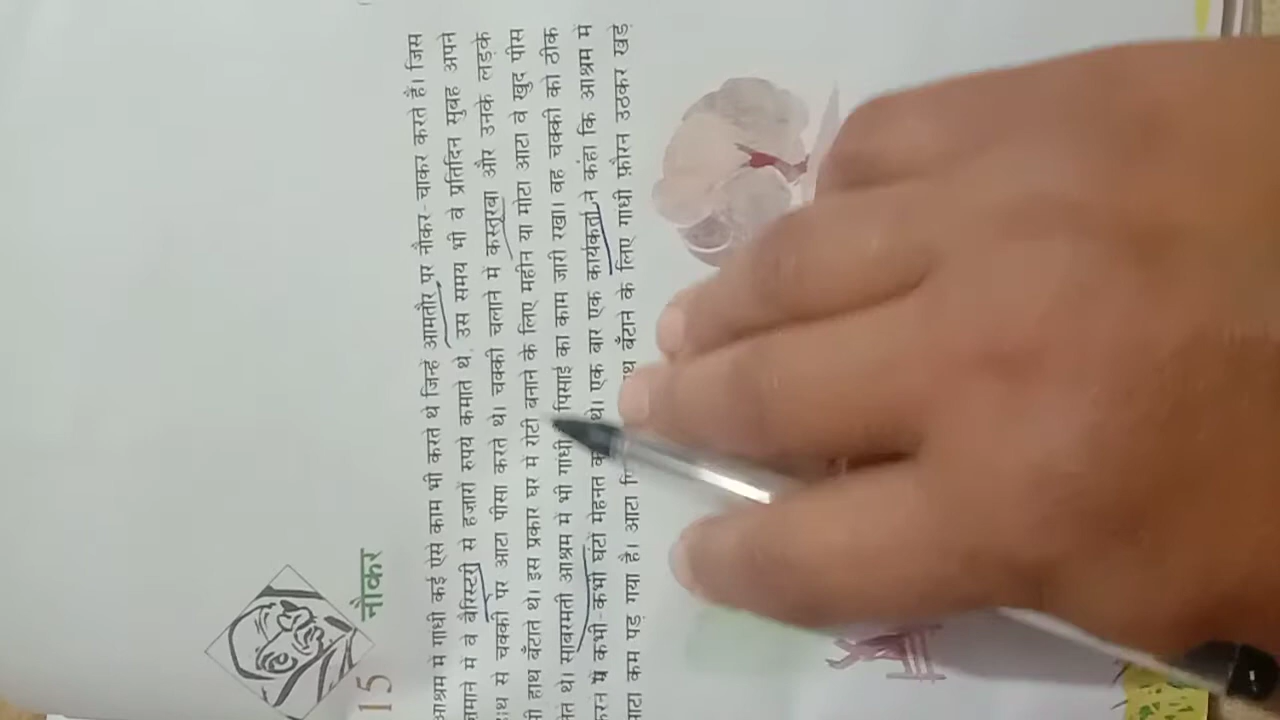 15
नौकर
आश्रम में गांधी कई ऐसे काम भी करते थे जिन्हें आमतौर पर नौकर-चाकर करते हैं। जिस
ज़माने में वे बैरिस्टरी से हज़ारों रुपये कमाते थे, उस समय भी वे प्रतिदिन सुबह अपने
हाथ से चक्की पर आटा पीसा करते थे। चक्की चलाने में कस्तूरबा और उनके लड़के
भी हाथ बँटाते थे। इस प्रकार घर में रोटी बनाने के लिए महीन या मोटा आटा वे खुद पीस
लेते थे। साबरमती आश्रम में भी गांधी पिसाई का काम जारी रखा। वह चक्की को ठीक
करने में कभी-कभी घंटों मेहनत थे। एक बार एक कार्यकर्ता ने कहा कि आश्रम में
आटा कम पड़ गया है। आटा बँटाने के लिए गांधी फ़ौरन उठकर खड़े